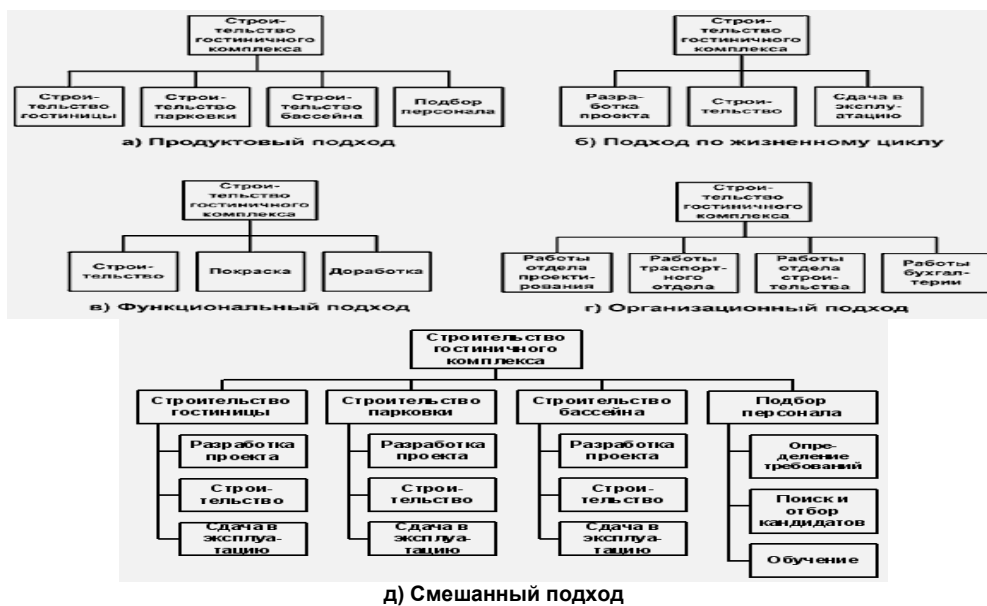 Строи-
тельство
гостиничного
комплекса
Строи-
тельство
гостиницы
Строи-
тельство
парковки
Строи-
тельство
бассейна
Подбор
персонала
а) Продуктовый подход
Строи-
тельство
гостиничного
комплекса
Разра-
ботка
проекта
Строи-
тельство
Сдача в
эксплу-
атацию
б) Подход по жизненному циклу
Строи-
тельство
гостиничного
комплекса
Строи-
тельство
Покраска
Доработка
в) Функциональный подход
Строи-
тельство
гостиничного
комплекса
Работы
отдела
проекти-
рования
Работы
траспорт-
ного
отдела
Работы
отдела
строи-
тельства
Работы
бухгал-
терии
г) Организационный подход
Строительство
гостиничного
комплекса
Строительство
гостиницы
Разработка
проекта
Строи-
тельство
Сдача в
эксплуа-
тацию
Строительство
парковки
Разработка
проекта
Строи-
тельство
Сдача в
эксплуа-
тацию
Строительство
бассейна
Разработка
проекта
Строи-
тельство
Сдача в
эксплуа-
тацию
Подбор
персонала
Опре-
деление
требований
Поиск и
отбор
кандидатов
Обучение
д) Смешанный подход